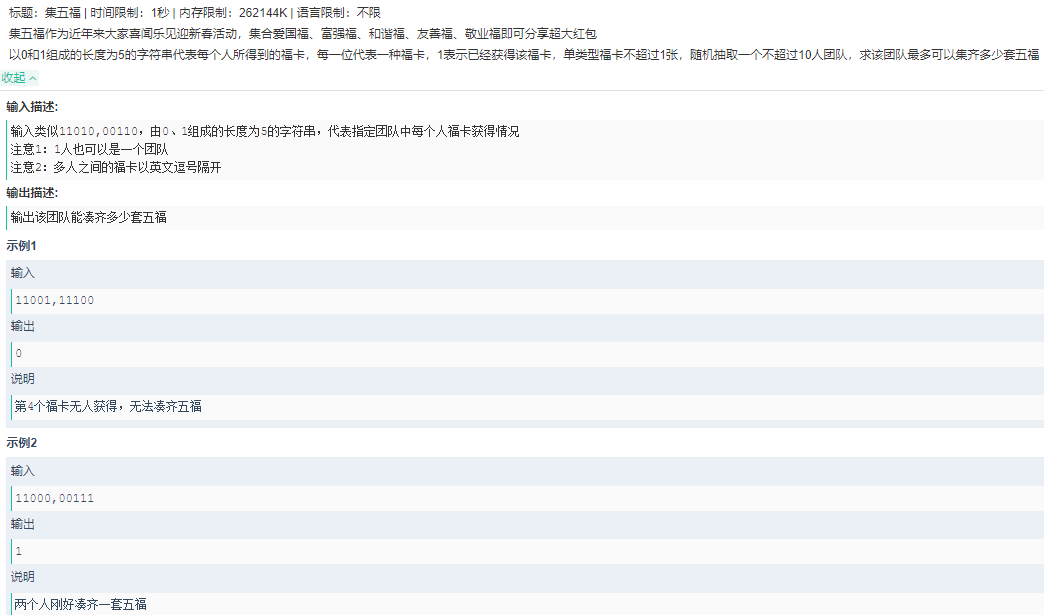 标题：集五福 | 时间限制：1秒 | 内存限制：262144K | 语言限制：不限
集五福作为近年来大家喜闻乐见迎新春活动，集合爱国福、富强福、和谐福、友善福、敬业福即可分享超大红包
以0和1组成的长度为5的字符串代表每个人所得到的福卡，每一位代表一种福卡，1表示已经获得该福卡，单类型福卡不超过1张，随机抽取一个不超过10人团队，求该团队最多可以集齐多少套五福
收起
输入描述:
输入类似11010,00110，由0、1组成的长度为5的字符串，代表指定团队中每个人福卡获得情况
注意1：1人也可以是一个团队
注意2：多人之间的福卡以英文逗号隔开
输出描述:
输出该团队能凑齐多少套五福
示例1
输入
11001,11100
输出
0
说明
第4个福卡无人获得，无法凑齐五福
示例2
输入
11000,00111
输出
1
说明
两个人刚好凑齐一套五福